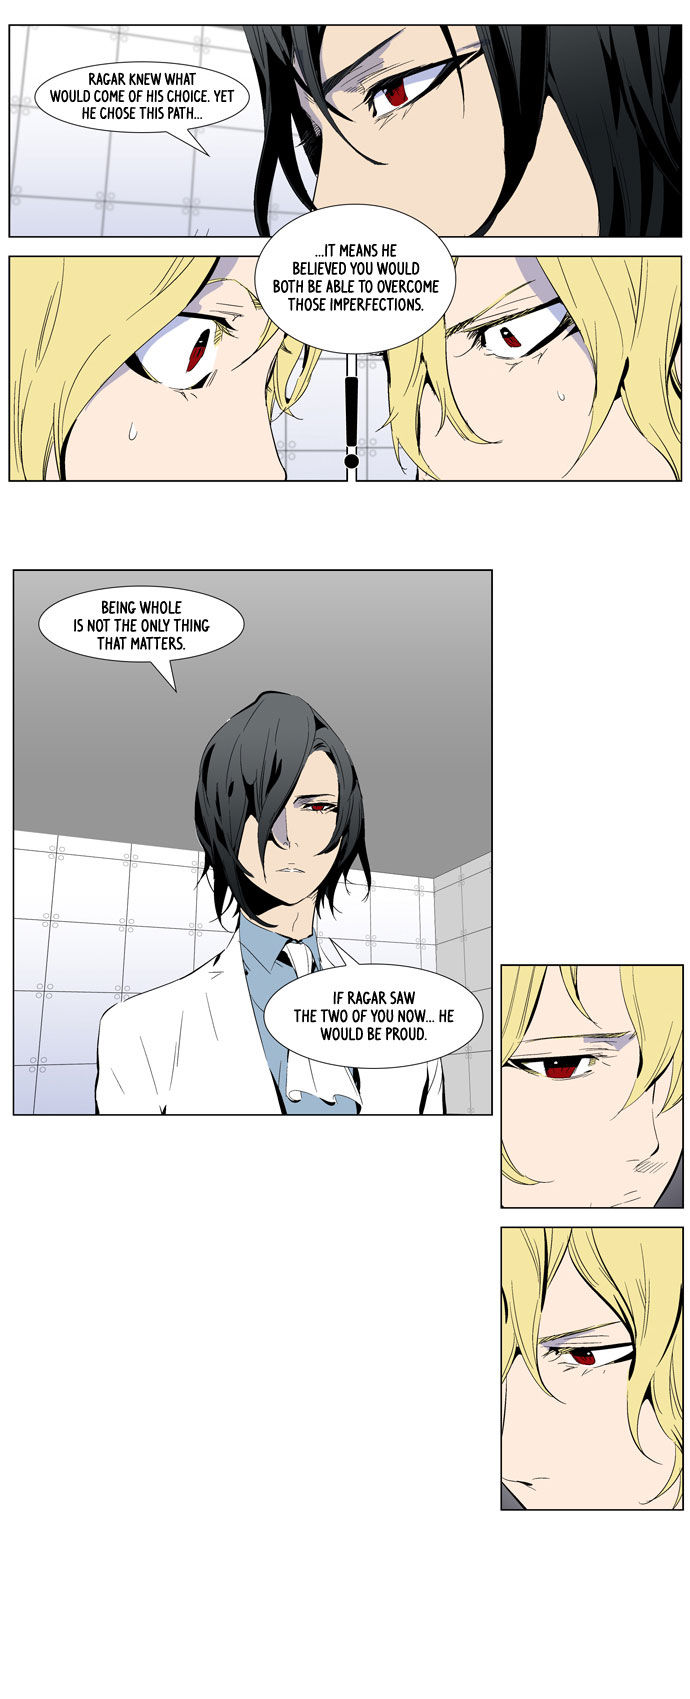 RAGAR KNEW WHAT
WOULD COME OF HIS CHOICE. YET
HE CHOSE THIS PATH...
...IT MEANS HE
BELIEVED YOU WOULD
BOTH BE ABLE TO OVERCOME
THOSE IMPERFECTIONS.
!
BEING WHOLE
IS NOT THE ONLY THING
THAT MATTERS.
IF RAGAR SAW
THE TWO OF YOU NOW... HE
WOULD BE PROUD.